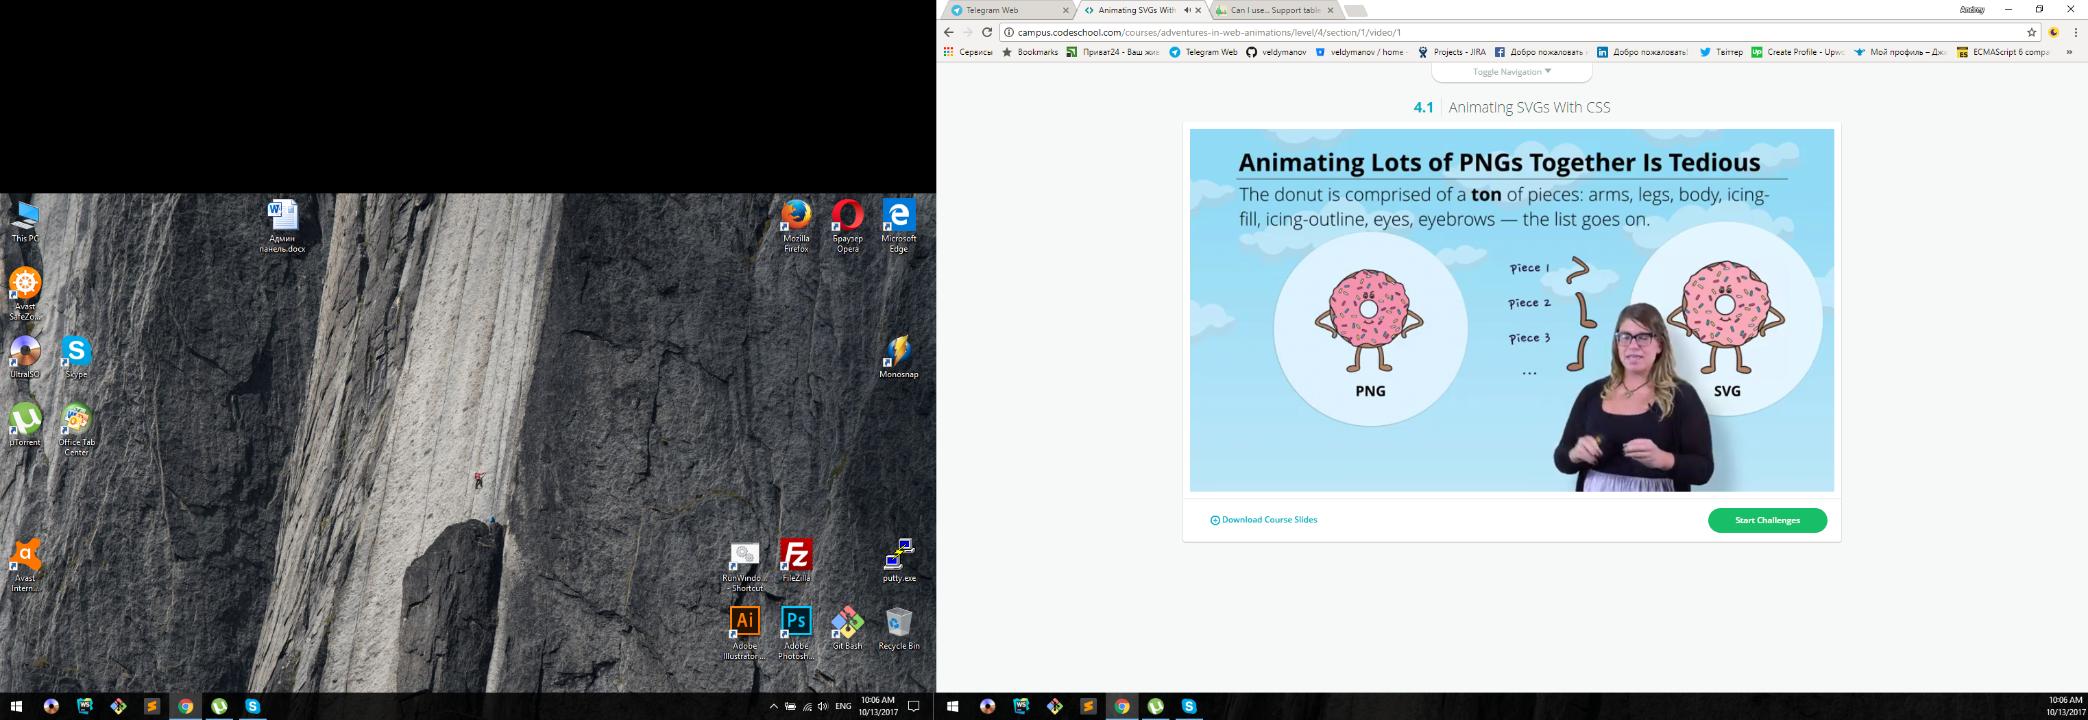 This PC
Админ
панель.docx
Mozilla
Firefox
Браузер
Opera
Microsoft
Edge
Avast
SafeZo...
UltraISO
Skype
Monosnap
µTorrent
Office Tab
Center
Avast
Intern...
RunWindo...
- Shortcut
FileZilla
putty.exe
Adobe
Illustrator ...
Adobe
Photosh...
Git Bash
Recycle Bin
ENG
10:06 AM
10/13/2017
Telegram Web
Animating SVGs With
Can I use... Support table
Andrey
campus.codeschool.com/courses/adventures-in-web-animations/level/4/section/1/video/1
Сервисы
Bookmarks
Приват24 - Ваш жиз
Telegram Web
veldymanov
veldymanov / home -
Projects - JIRA
Добро пожаловать
Добро пожаловать!
Твіттер
Create Profile - Upwo
Мой профиль – Джи
ECMAScript 6 compa
Toggle Navigation
4.1 Animating SVGs With CSS
Animating Lots of PNGs Together Is Tedious
The donut is comprised of a ton of pieces: arms, legs, body, icing-
fill, icing-outline, eyes, eyebrows — the list goes on.
piece 1
piece 2
piece 3
...
PNG
SVG
Download Course Slides
Start Challenges
10:06 AM
10/13/2017